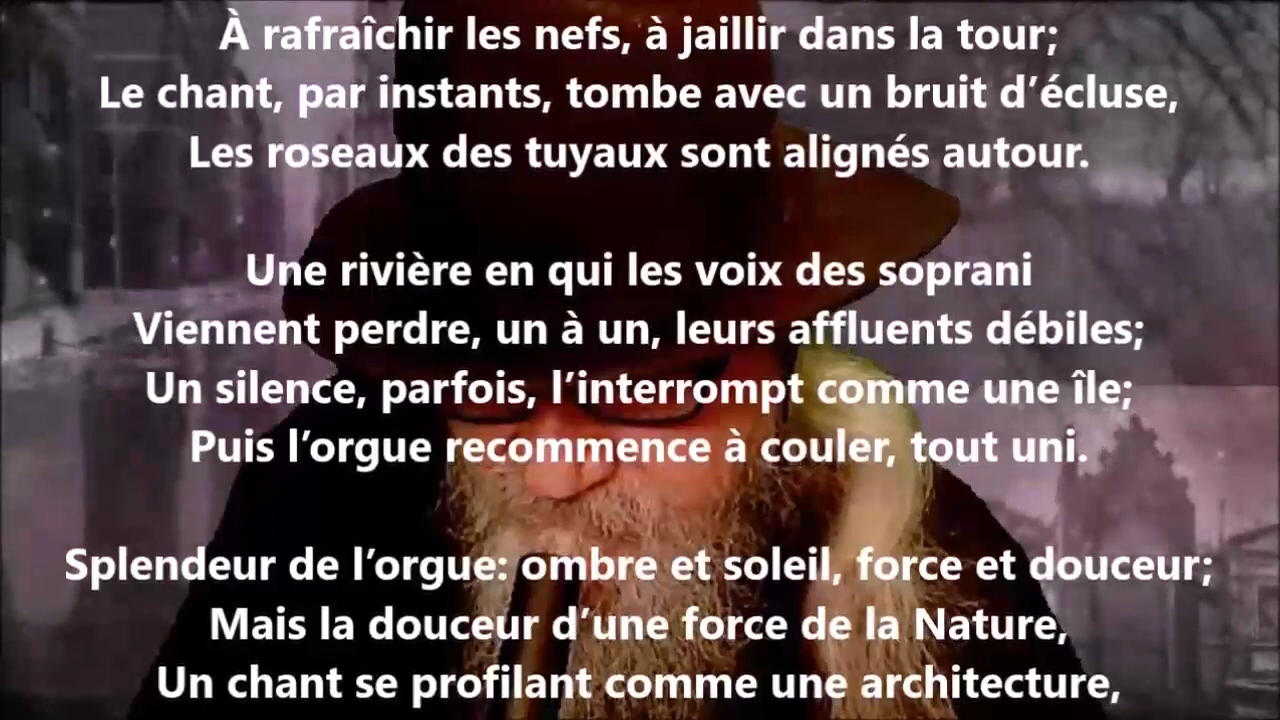 À rafraîchir les nefs, à jaillir dans la tour;
Le chant, par instants, tombe avec un bruit d’écluse,
Les roseaux des tuyaux sont alignés autour.
Une rivière en qui les voix des soprani
Viennent perdre, un à un, leurs affluents débiles;
Un silence, parfois, l’interrompt comme une île;
Puis l’orgue recommence à couler, tout uni.
Splendeur de l’orgue: ombre et soleil, force et douceur;
Mais la douceur d’une force de la Nature,
Un chant se profilant comme une architecture,